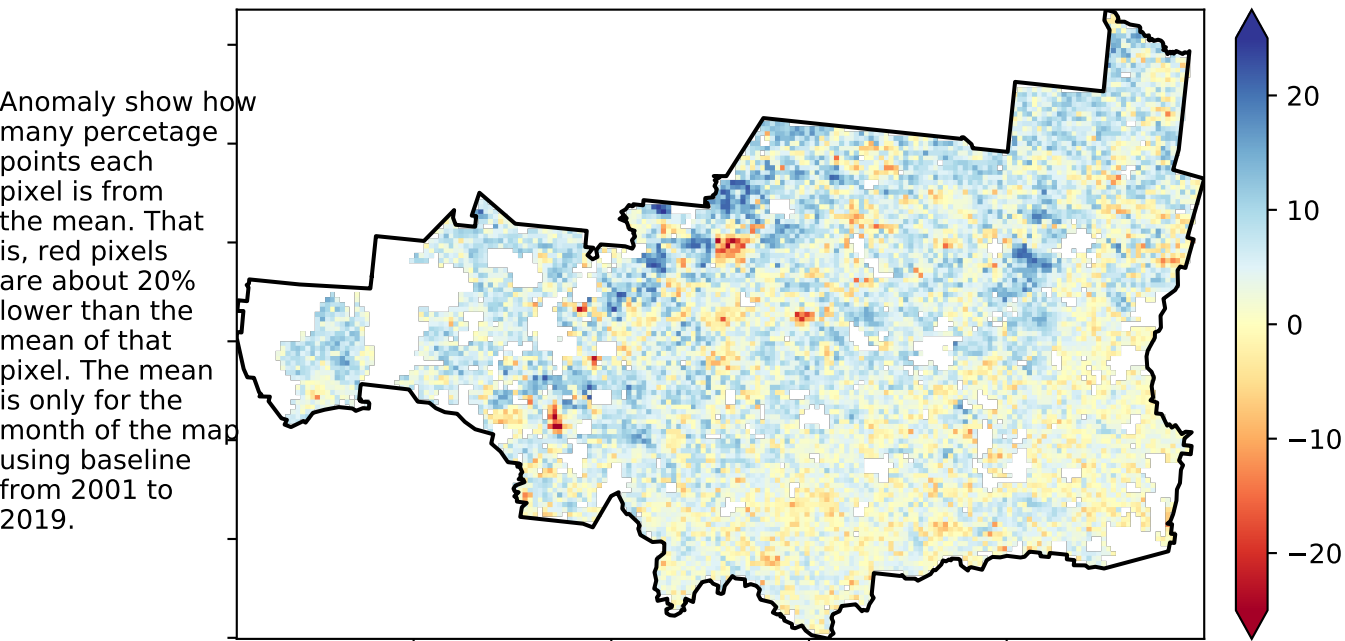 Anomaly show how
many percetage
points each
pixel is from
the mean. That
is, red pixels
are about 20%
lower than the
mean of that
pixel. The mean
is only for the
month of the map
using baseline
from 2001 to
2019.
20
10
0
−10
−20